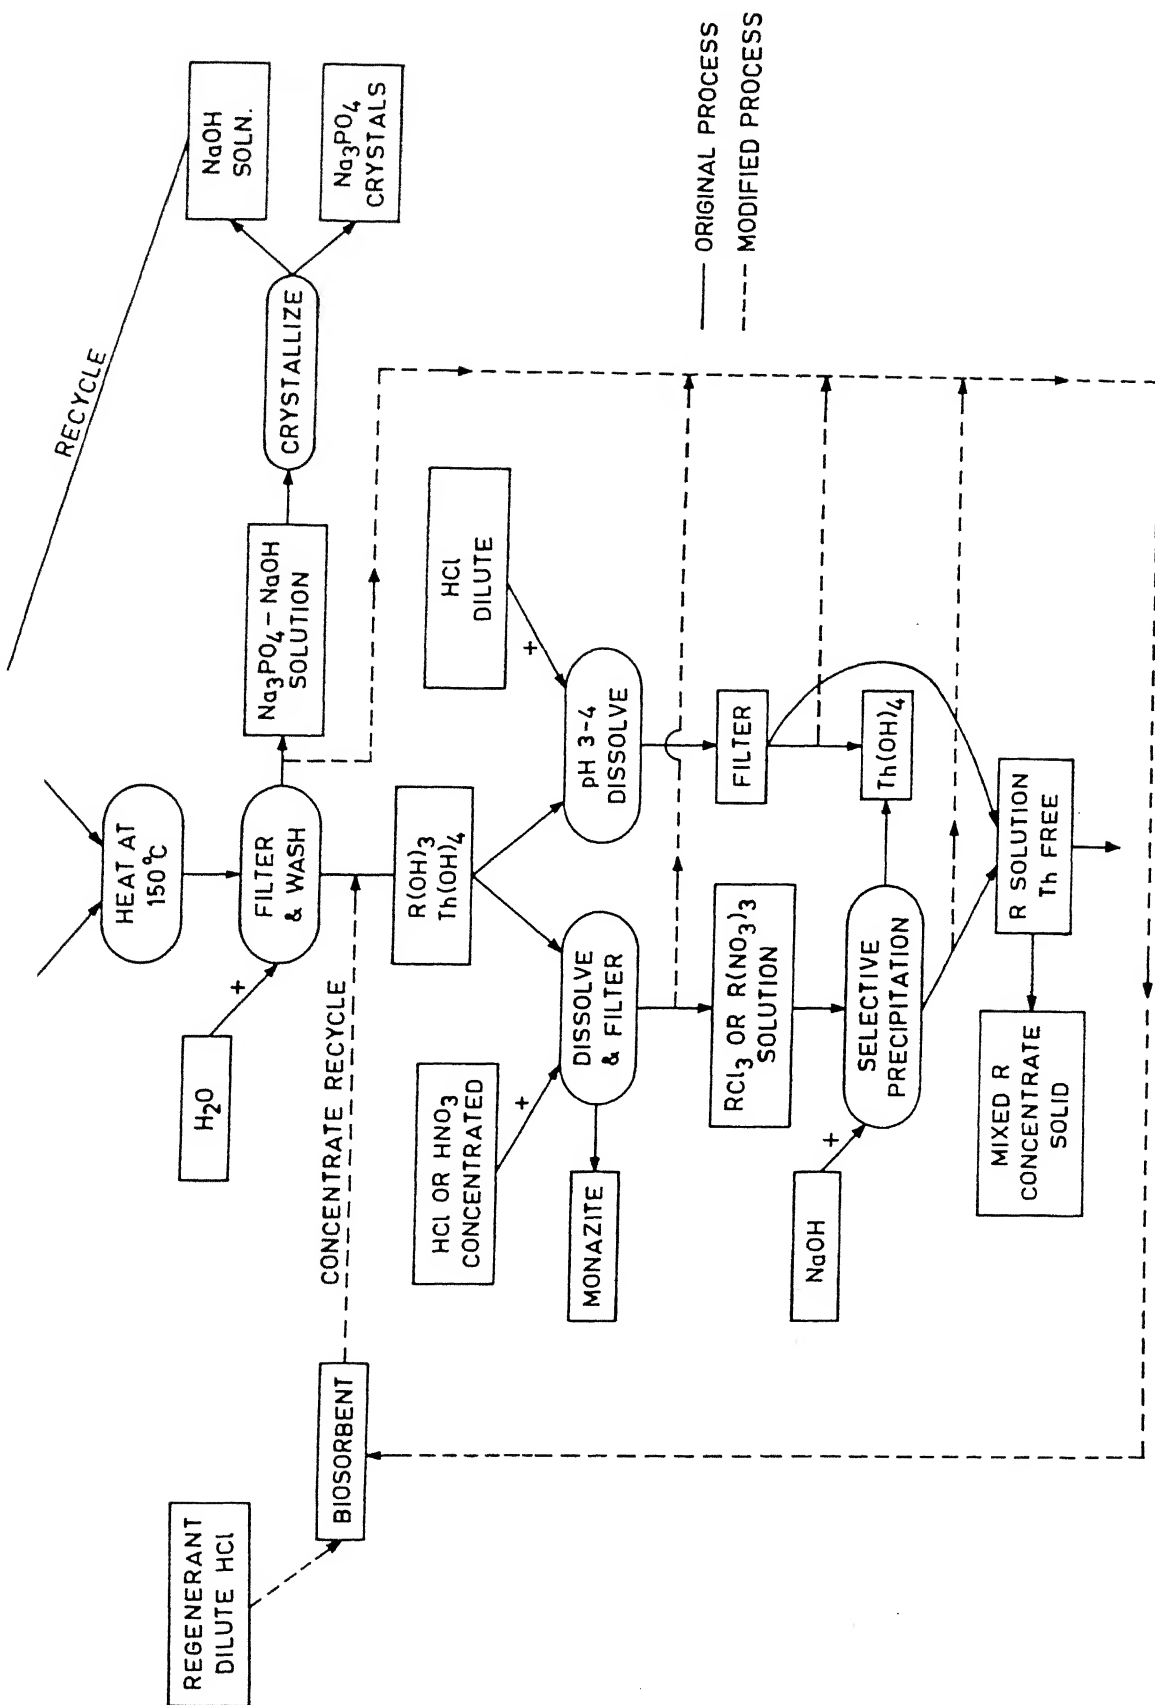 RECYCLE
NaOH
SOLN.
Na₃PO₄
CRYSTALS
CRYSTALLIZE
Na₃PO₄–NaOH
SOLUTION
HEAT AT
150°C
FILTER
& WASH
+
H₂O
CONCENTRATE RECYCLE
R(OH)₃
Th(OH)₄
HCl
DILUTE
+
pH 3-4
DISSOLVE
HCl OR HNO₃
CONCENTRATED
+
DISSOLVE
& FILTER
MONAZITE
FILTER
RCl₃ OR R(NO₃)₃
SOLUTION
Th(OH)₄
SELECTIVE
PRECIPITATION
+
NaOH
R SOLUTION
Th FREE
MIXED R
CONCENTRATE
SOLID
BIOSORBENT
REGENERANT
DILUTE HCl
ORIGINAL PROCESS
MODIFIED PROCESS